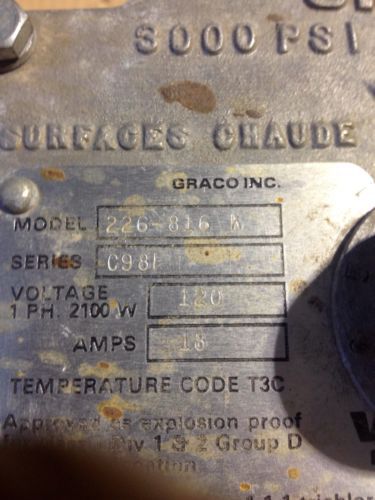 3000 PSI
SURFACES CHAUDE
GRACO INC.
MODEL 226-816
SERIES C98
VOLTAGE 120
1 PH. 2100 W
AMPS 18
TEMPERATURE CODE T3C
Approved as explosion proof
1 & 2 Group D